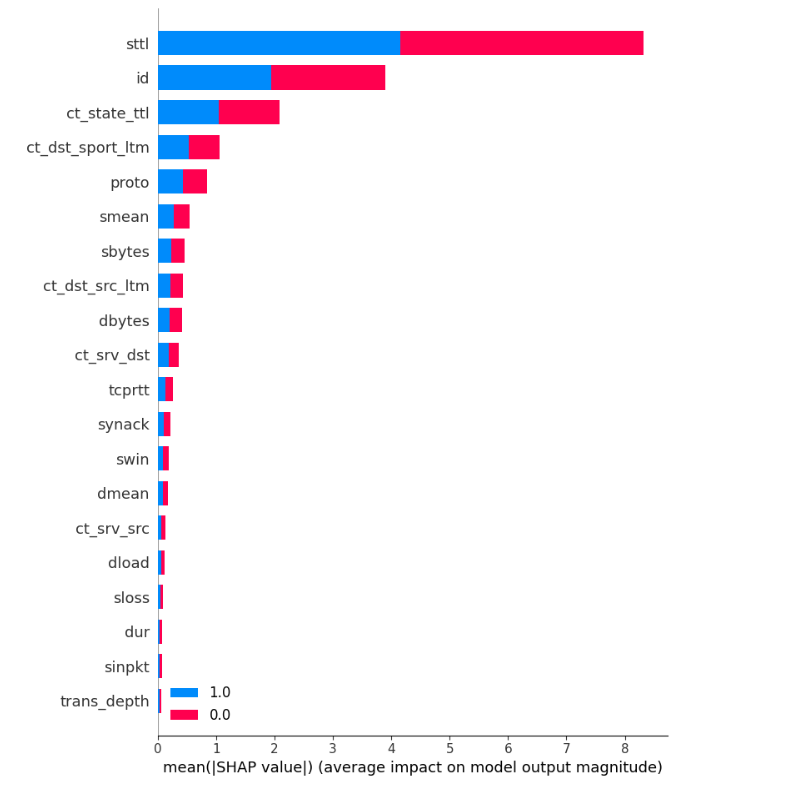 sttl
id
ct_state_ttl
ct_dst_sport_ltm
proto
smean
sbytes
ct_dst_src_ltm
dbytes
ct_srv_dst
tcprtt
synack
swin
dmean
ct_srv_src
dload
sloss
dur
sinpkt
trans_depth
1.0
0.0
0 1 2 3 4 5 6 7 8
mean(|SHAP value|) (average impact on model output magnitude)